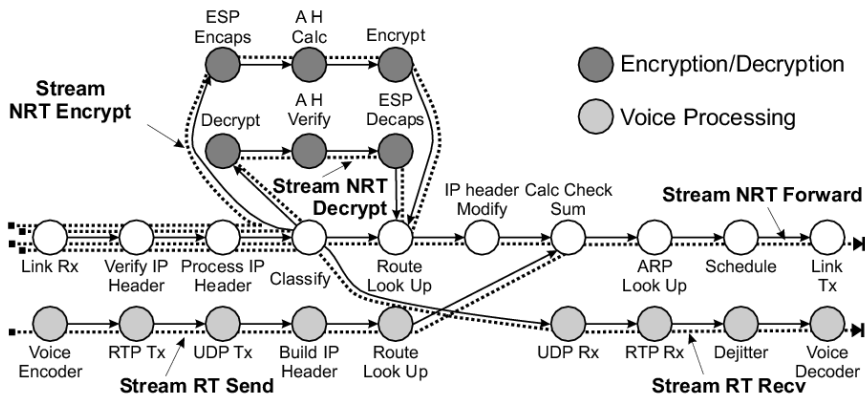 ESP
Encaps
A H
Calc
Encrypt
Encryption/Decryption
Stream
NRT Encrypt
Decrypt
A H
Verify
ESP
Decaps
Voice Processing
Stream NRT
Decrypt
IP header
Modify
Calc Check
Sum
Stream NRT Forward
Link Rx
Verify IP
Header
Process IP
Header
Classify
Route
Look Up
ARP
Look Up
Schedule
Link
Tx
Voice
Encoder
RTP Tx
UDP Tx
Build IP
Header
Route
Look Up
UDP Rx
RTP Rx
Dejitter
Voice
Decoder
Stream RT Send
Stream RT Recv